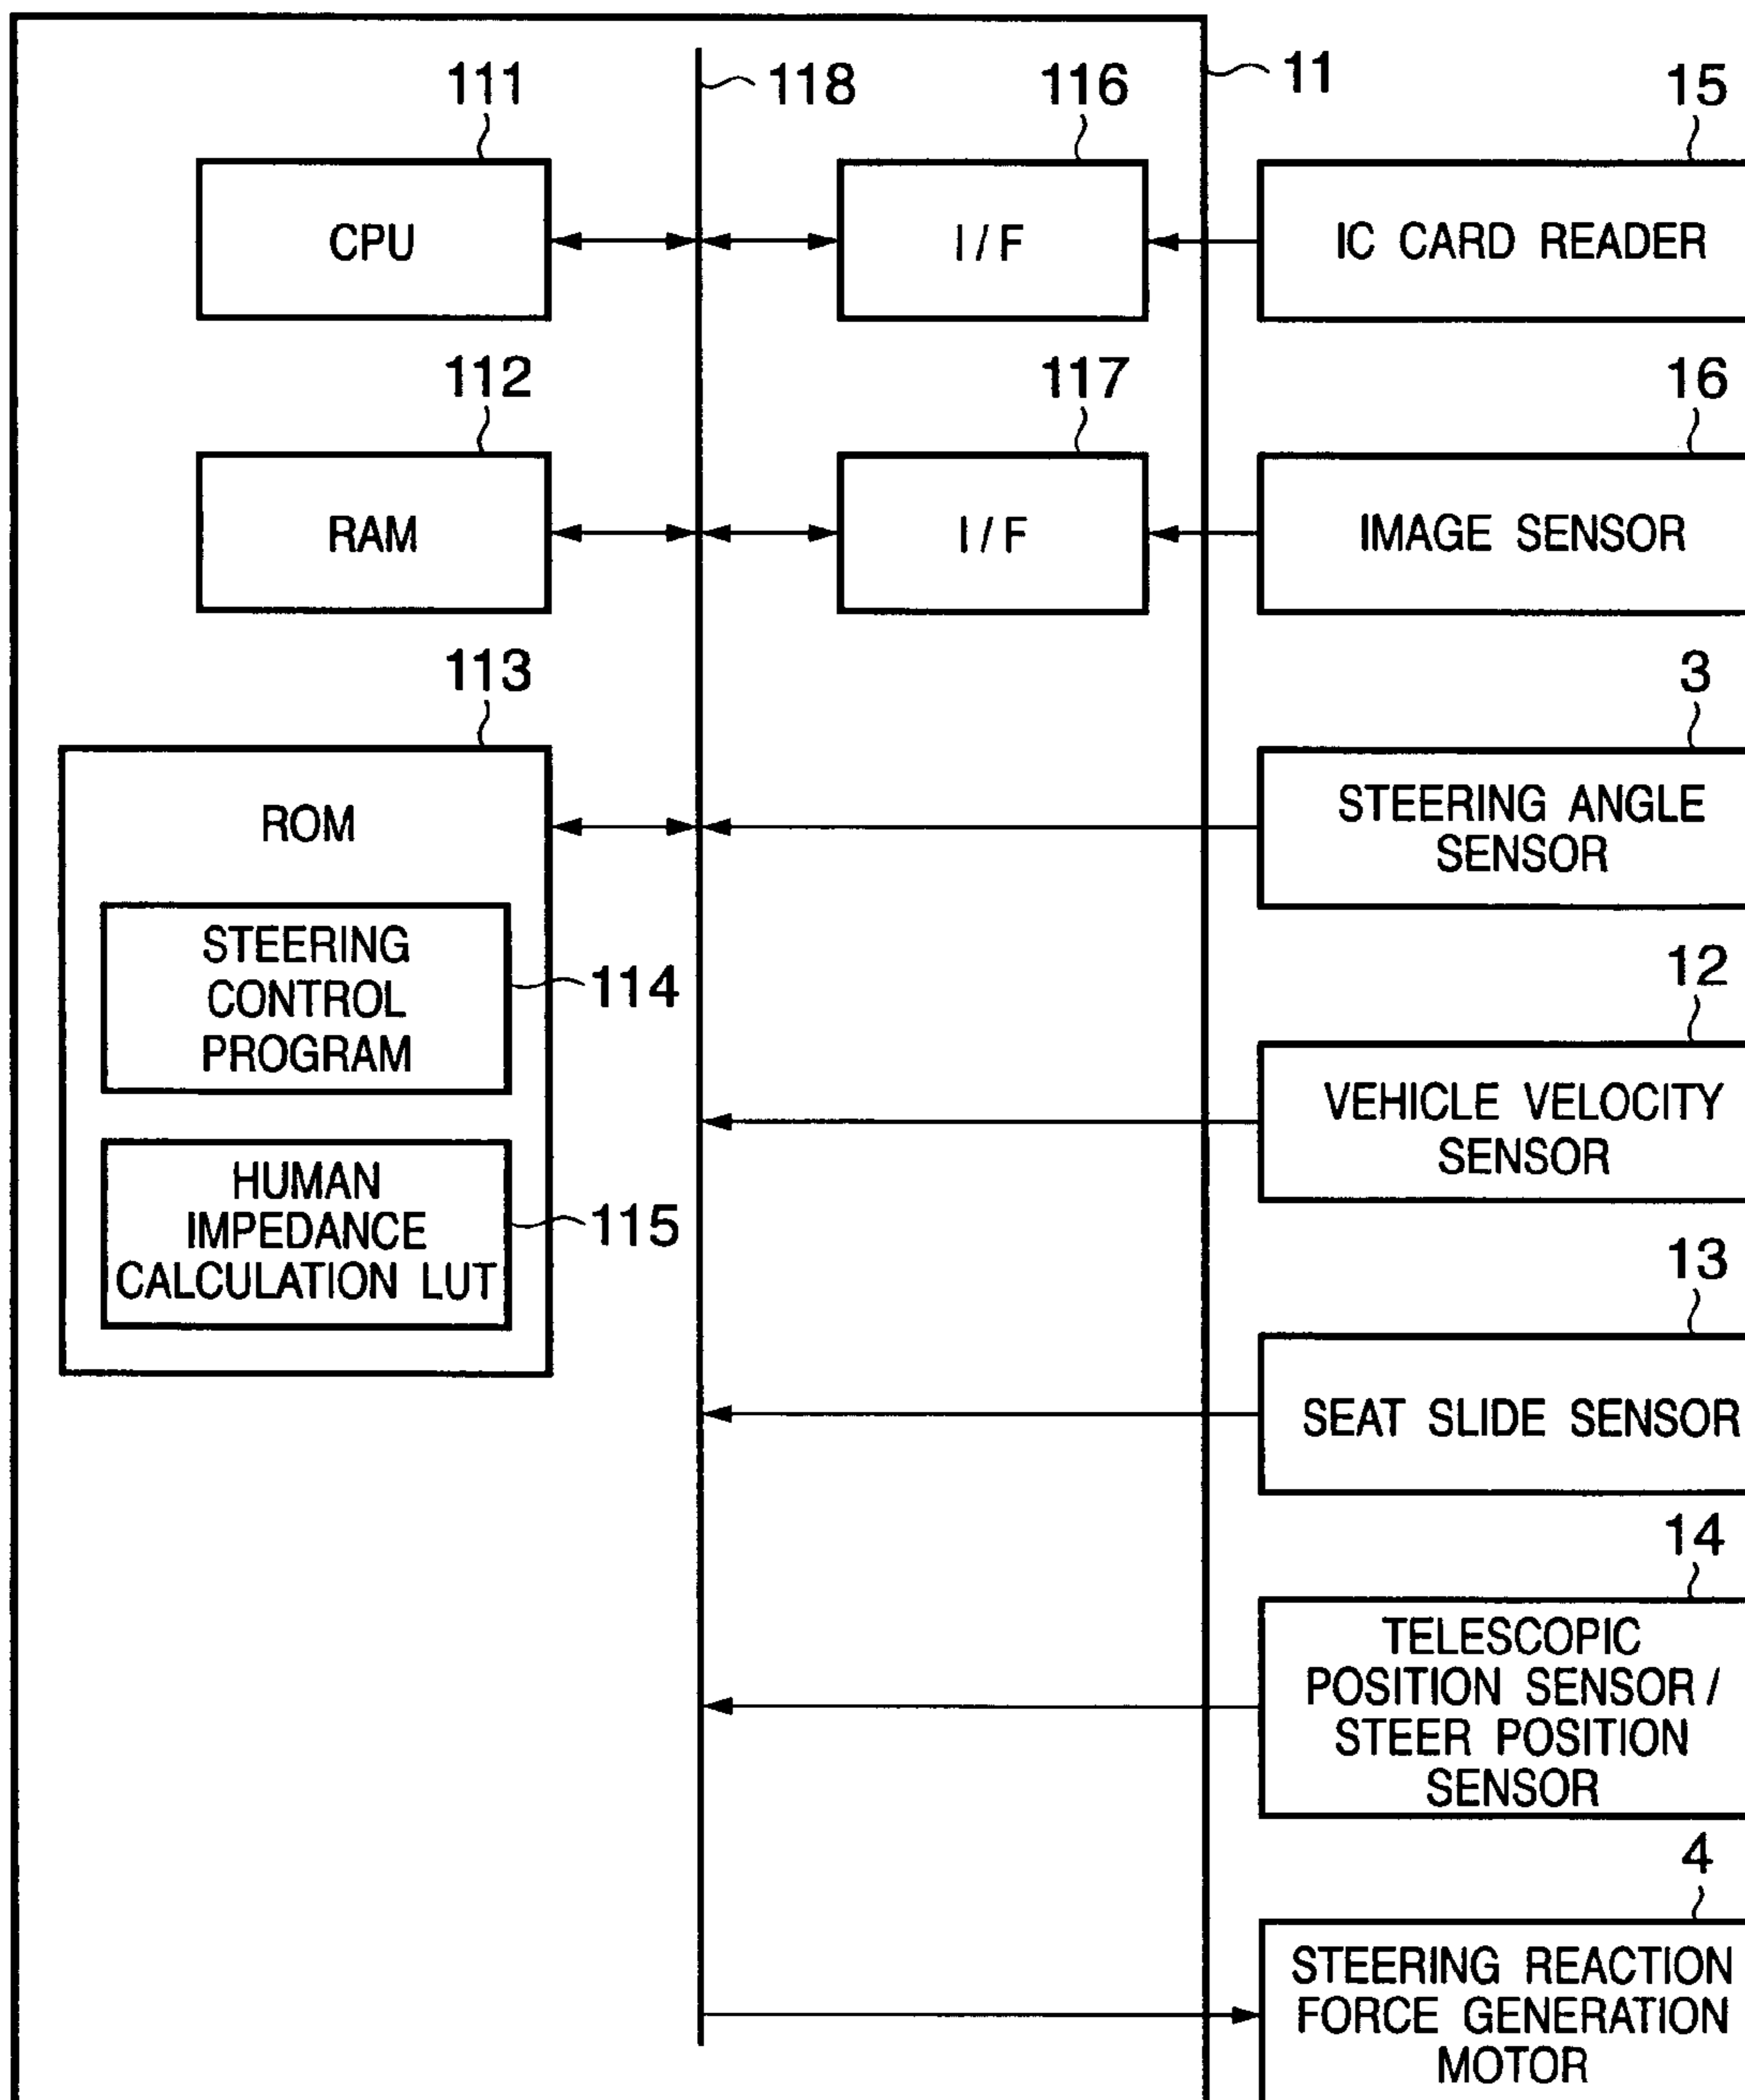 111
118
116
11
15
CPU
I/F
IC CARD READER
112
117
16
RAM
I/F
IMAGE SENSOR
113
3
ROM
STEERING ANGLE
SENSOR
STEERING
CONTROL
PROGRAM
114
12
VEHICLE VELOCITY
SENSOR
HUMAN
IMPEDANCE
CALCULATION LUT
115
13
SEAT SLIDE SENSOR
14
TELESCOPIC
POSITION SENSOR/
STEER POSITION
SENSOR
4
STEERING REACTION
FORCE GENERATION
MOTOR